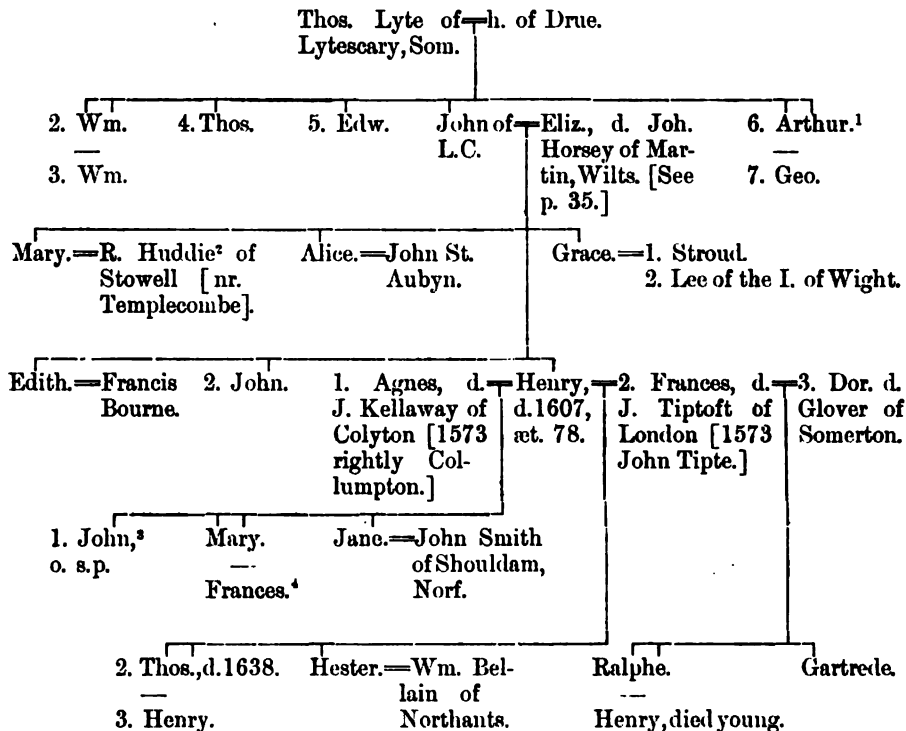 Thos. Lyte of=h. of Drue.
Lytescary, Som.
2. Wm. 4. Thos. 5. Edw. John of=Eliz., d. Joh. 6. Arthur.¹
L.C. Horsey of Mar-
3. Wm. tin, Wilts. [See 7. Geo.
p. 35.]
Mary.=R. Huddie² of Alice.=John St. Grace.=1. Stroud.
Stowell [nr. Aubyn. 2. Lee of the I. of Wight.
Templecombe].
Edith.=Francis 2. John. 1. Agnes, d.=Henry,=2. Frances, d.=3. Dor. d.
Bourne. J. Kellaway of d.1607, J. Tiptoft of Glover of
Colyton [1573 æt. 78. London [1573 Somerton.
rightly Col- John Tipte.]
lumpton.]
1. John,³ Mary. Jane.=John Smith
o. s.p. — of Shouldam,
Frances.⁴ Norf.
2. Thos., d.1638. Hester.=Wm. Bel- Ralphe. Gartrede.
— lain of —
3. Henry. Northants. Henry, died young.